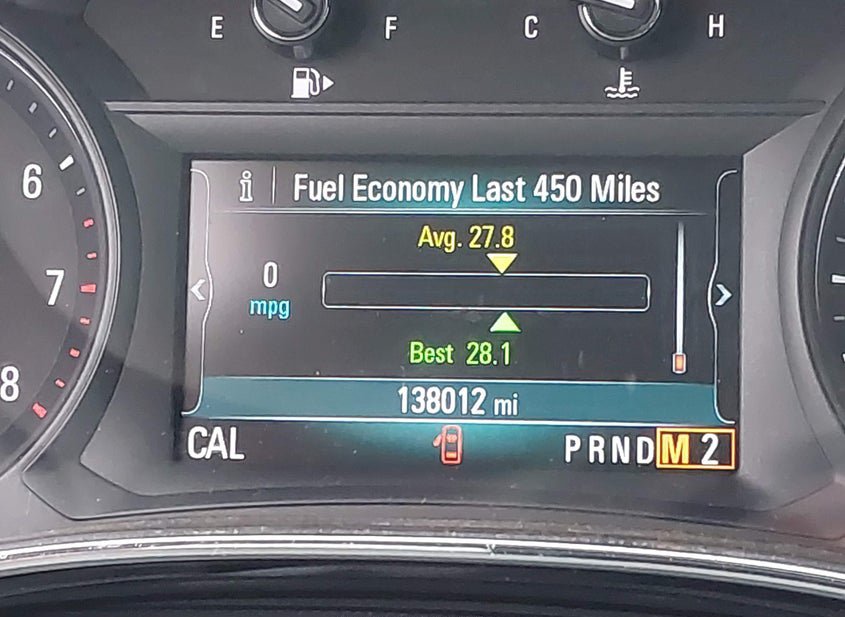 E F C H
6
7
8
Fuel Economy Last 450 Miles
Avg. 27.8
0
mpg
Best 28.1
138012 mi
CAL
PRNDM 2